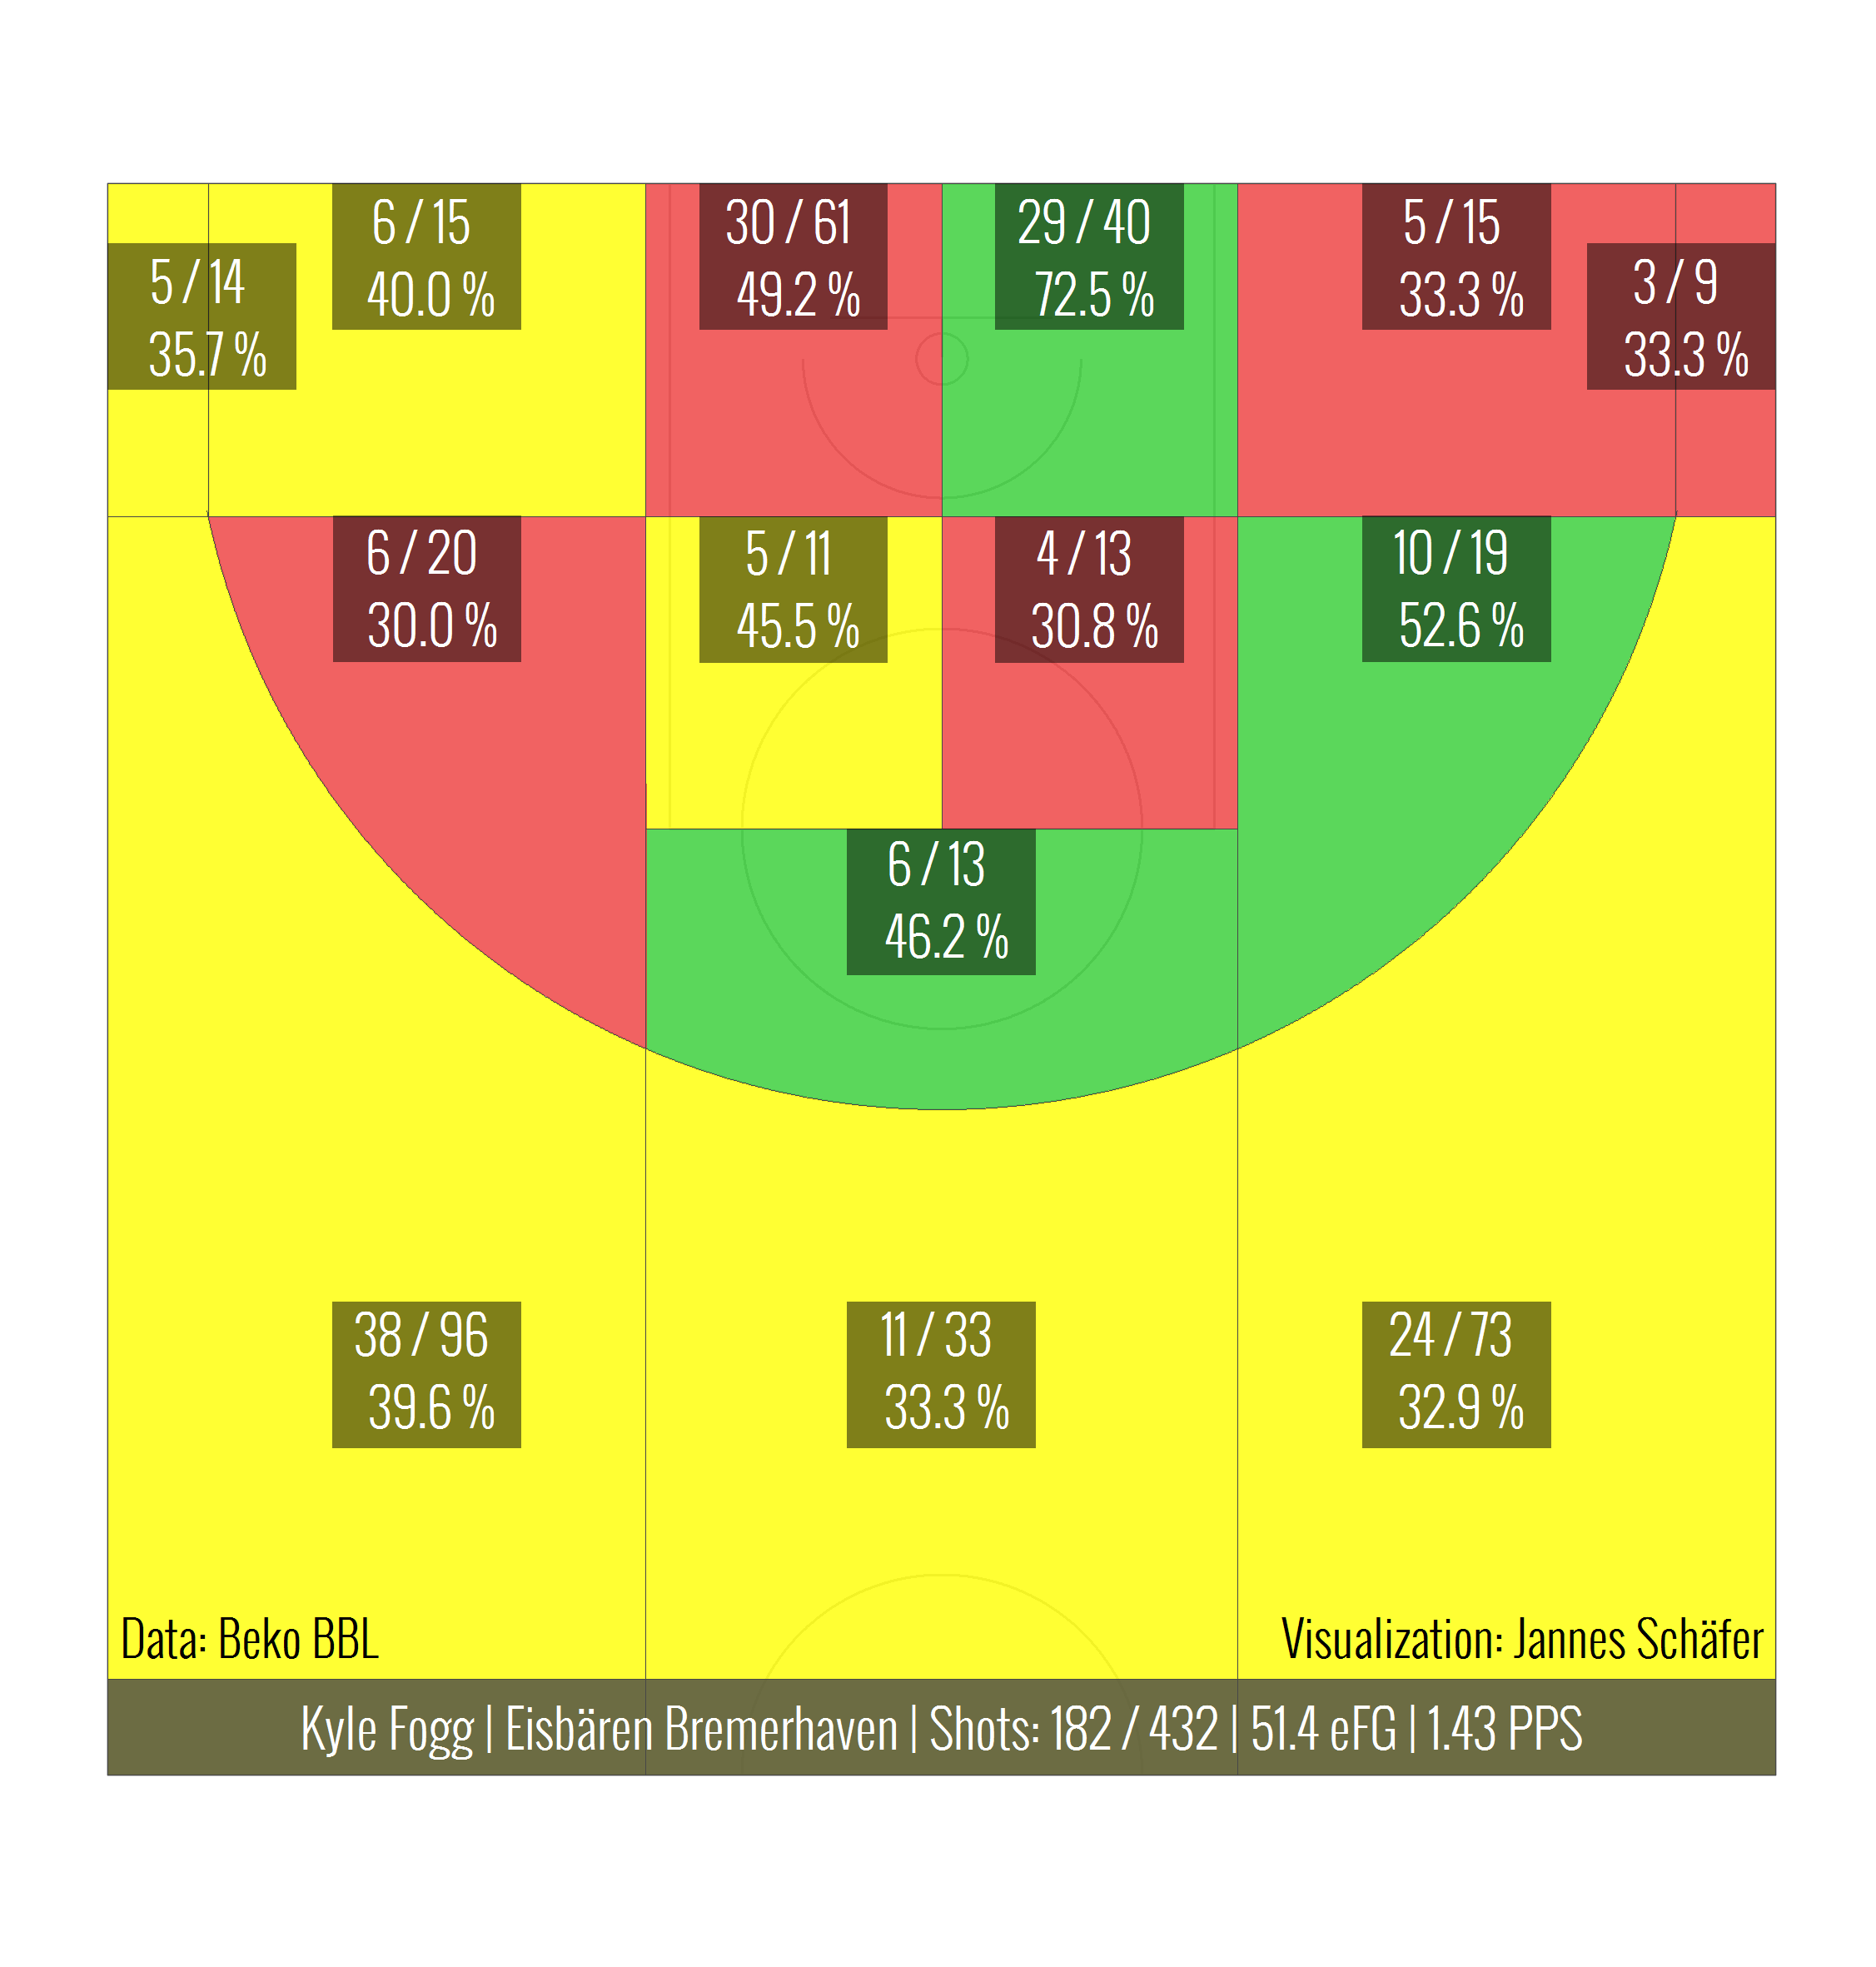 6 / 15
40.0 %
30 / 61
49.2 %
29 / 40
72.5 %
5 / 15
33.3 %
5 / 14
35.7 %
3 / 9
33.3 %
6 / 20
30.0 %
5 / 11
45.5 %
4 / 13
30.8 %
10 / 19
52.6 %
6 / 13
46.2 %
38 / 96
39.6 %
11 / 33
33.3 %
24 / 73
32.9 %
Data: Beko BBL
Visualization: Jannes Schäfer
Kyle Fogg | Eisbären Bremerhaven | Shots: 182 / 432 | 51.4 eFG | 1.43 PPS